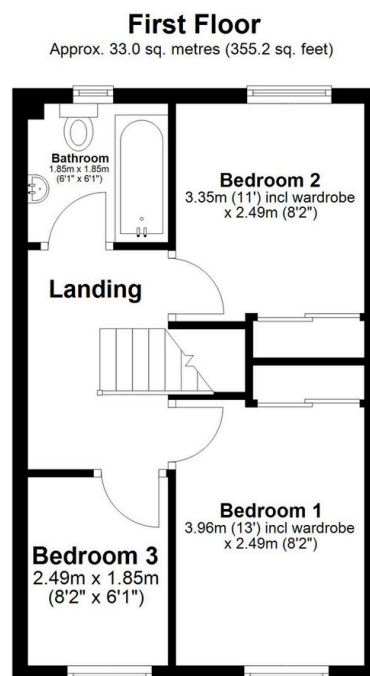 First Floor
Approx. 33.0 sq. metres (355.2 sq. feet)
Bathroom
1.85m x 1.85m
(6'1" x 6'1")
Bedroom 2
3.35m (11') incl wardrobe
x 2.49m (8'2")
Landing
Bedroom 1
3.96m (13') incl wardrobe
x 2.49m (8'2")
Bedroom 3
2.49m x 1.85m
(8'2" x 6'1")